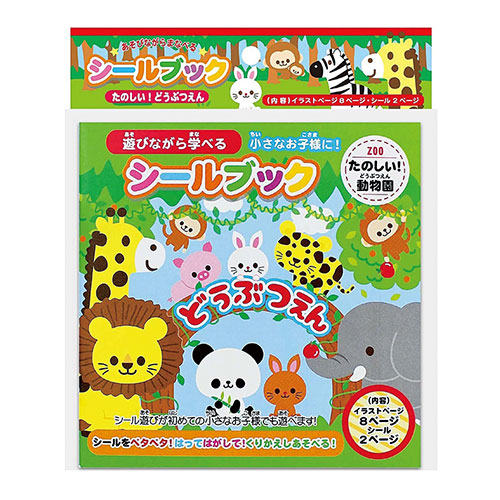 あそびながらまなべる
シールブック
たのしい！どうぶつえん
(内容)イラストページ8ページ・シール2ページ
遊びながら学べる
小さなお子様に！
シールブック
ZOO
たのしい！
どうぶつえん
動物園
どうぶつえん
シール遊びが初めての小さなお子様でも遊べます！
シールをペタペタ！はってはがして！くりかえしあそべる！
(内容)
イラストページ
8ページ
シール
2ページ